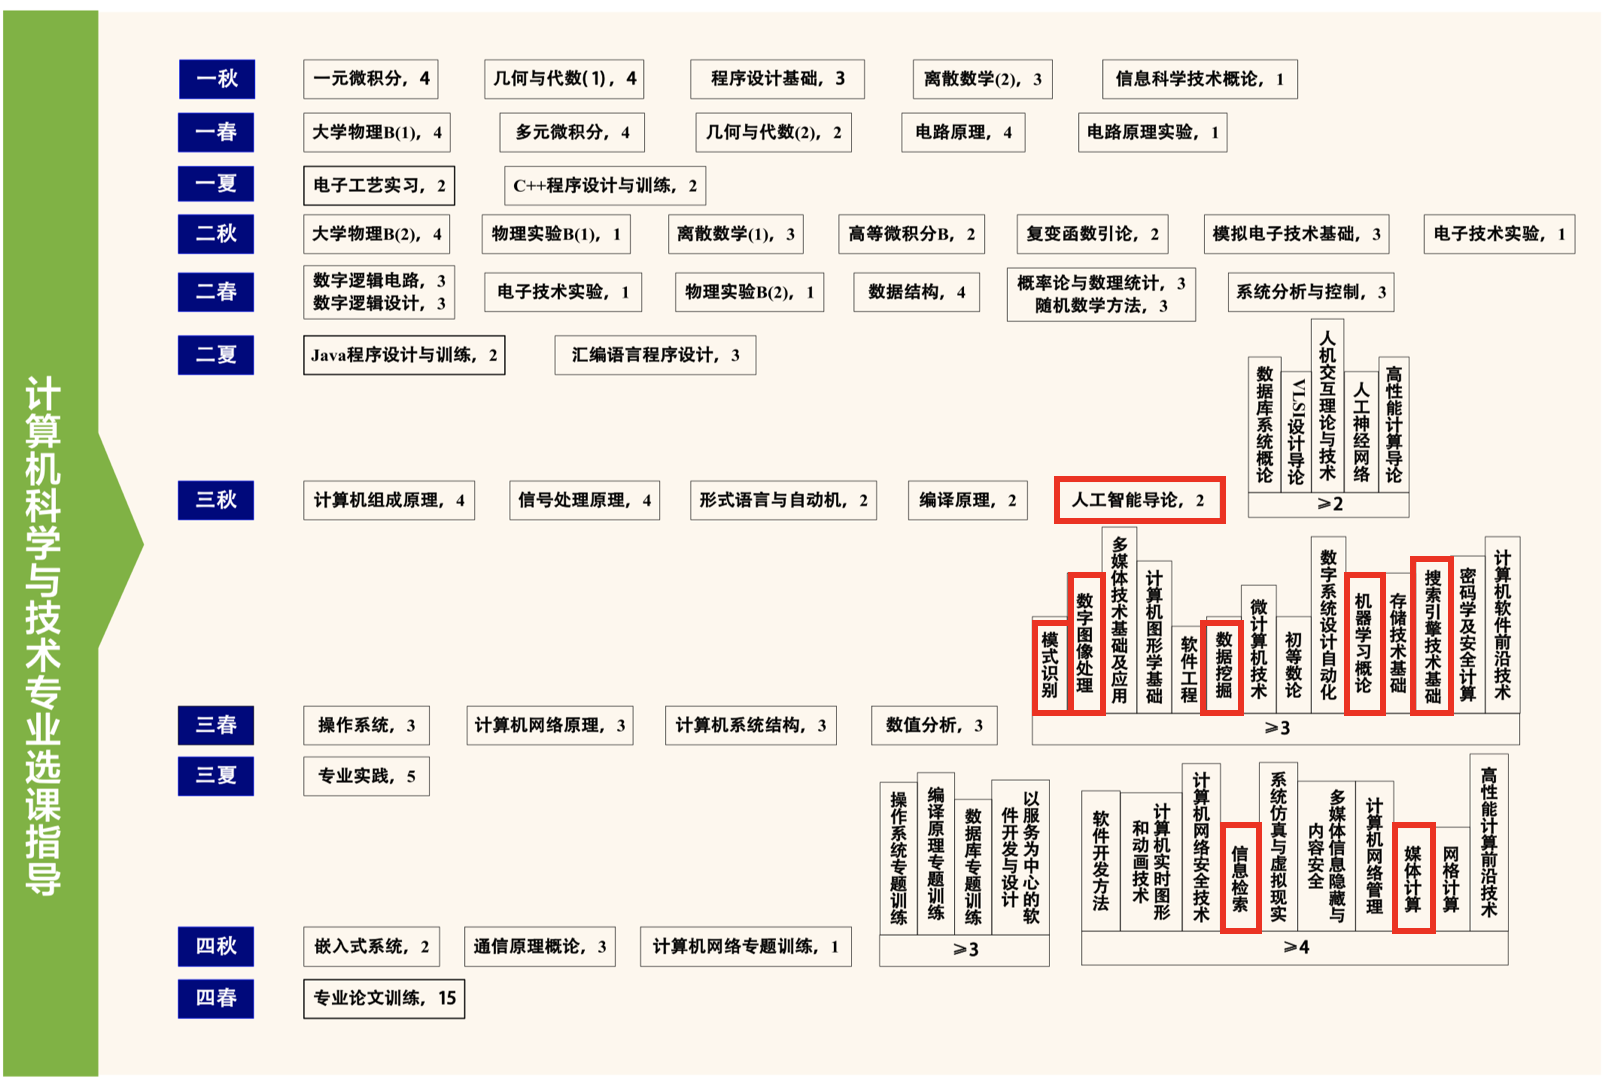 计算机科学与技术专业选课指导
一秋
一元微积分，4
几何与代数(1)，4
程序设计基础，3
离散数学(2)，3
信息科学技术概论，1
一春
大学物理B(1)，4
多元微积分，4
几何与代数(2)，2
电路原理，4
电路原理实验，1
一夏
电子工艺实习，2
C++程序设计与训练，2
二秋
大学物理B(2)，4
物理实验B(1)，1
离散数学(1)，3
高等微积分B，2
复变函数引论，2
模拟电子技术基础，3
电子技术实验，1
二春
数字逻辑电路，3
数字逻辑设计，3
电子技术实验，1
物理实验B(2)，1
数据结构，4
概率论与数理统计，3
随机数学方法，3
系统分析与控制，3
二夏
Java程序设计与训练，2
汇编语言程序设计，3
三秋
计算机组成原理，4
信号处理原理，4
形式语言与自动机，2
编译原理，2
人工智能导论，2
数据库系统概论
VLSI设计导论
人机交互理论与技术
人工神经网络
高性能计算导论
≥2
三春
操作系统，3
计算机网络原理，3
计算机系统结构，3
数值分析，3
模式识别
数字图像处理
多媒体技术基础及应用
计算机图形学基础
软件工程
数据挖掘
微计算机技术
初等数论
数字系统设计自动化
机器学习概论
存储技术基础
搜索引擎技术基础
密码学及安全计算
计算机软件前沿技术
≥3
三夏
专业实践，5
四秋
嵌入式系统，2
通信原理概论，3
计算机网络专题训练，1
操作系统专题训练
编译原理专题训练
数据库专题训练
以服务为中心的软
件开发与设计
≥3
软件开发方法
计算机实时图形
和动画技术
计算机网络安全技术
信息检索
系统仿真与虚拟现实
多媒体信息隐藏与
内容安全
计算机网络管理
媒体计算
网格计算
高性能计算前沿技术
≥4
四春
专业论文训练，15